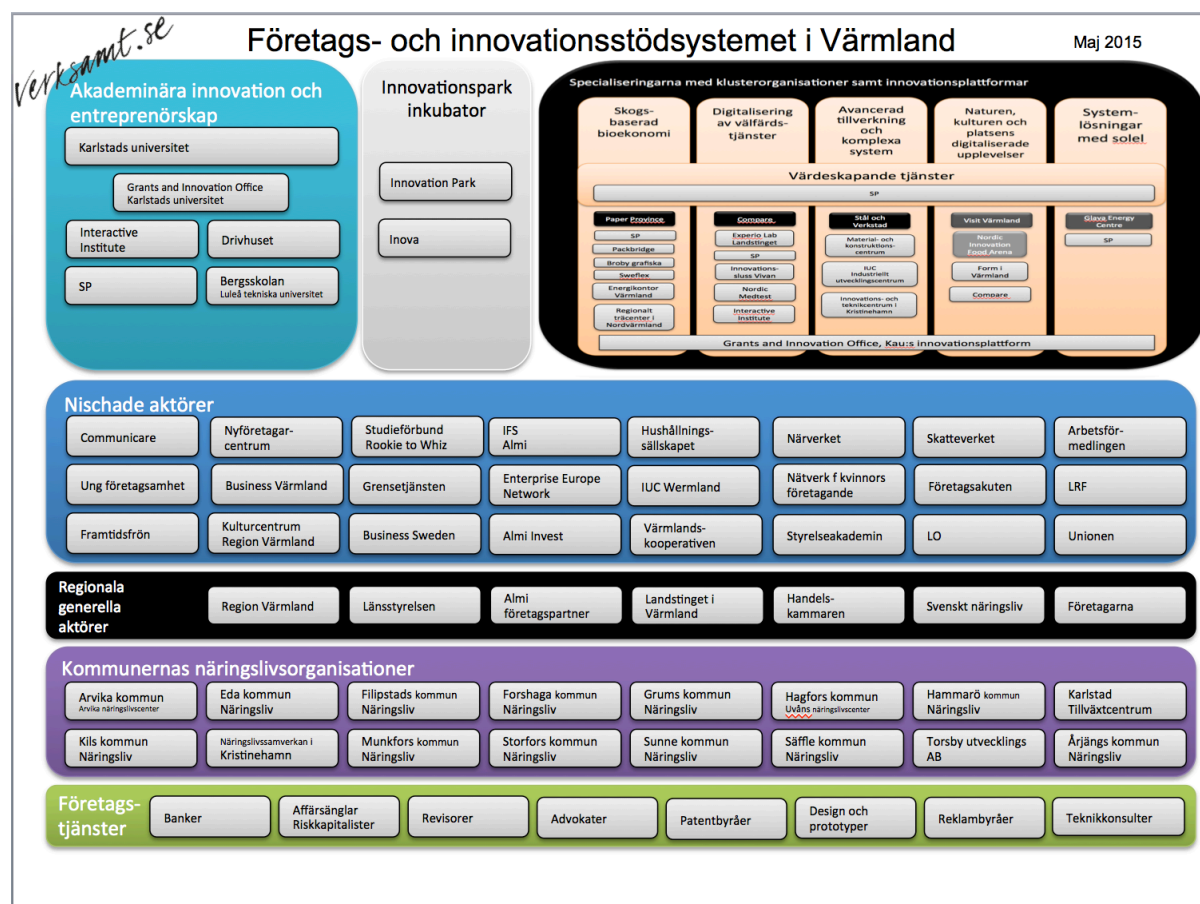 verksamt.se
Företags- och innovationsstödsystemet i Värmland
Maj 2015
Akademinära innovation och
entreprenörskap
Karlstads universitet
Grants and Innovation Office
Karlstads universitet
Interactive
Institute
Drivhuset
SP
Bergsskolan
Luleå tekniska universitet
Innovationspark
inkubator
Innovation Park
Inova
Specialiseringarna med klusterorganisationer samt innovationsplattformar
Skogs-
baserad
bioekonomi
Digitalisering
av välfärds-
tjänster
Avancerad
tillverkning
och
komplexa
system
Naturen,
kulturen och
platsens
digitaliserade
upplevelser
System-
lösningar
med solel
Värdeskapande tjänster
SP
Paper Province
SP
Packbridge
Broby grafiska
Sweflex
Energikontor
Värmland
Regionalt
träcenter i
Nordvärmland
Compare
Experio Lab
Landstinget
SP
Innovations-
sluss Vivan
Nordic
Medtest
Interactive
Institute
Stål och
Verkstad
Material- och
konstruktions-
centrum
IUC
Industriellt
utvecklingscentrum
Innovations- och
teknikcentrum i
Kristinehamn
Visit Värmland
Nordic
Innovation
Food Arena
Form i
Värmland
Compare
Glava Energy
Centre
SP
Grants and Innovation Office, Kau:s innovationsplattform
Nischade aktörer
Communicare
Nyföretagar-
centrum
Studieförbund
Rookie to Whiz
IFS
Almi
Hushållnings-
sällskapet
Närverket
Skatteverket
Arbetsför-
medlingen
Ung företagsamhet
Business Värmland
Grensetjänsten
Enterprise Europe
Network
IUC Wermland
Nätverk f kvinnors
företagande
Företagsakuten
LRF
Framtidsfrön
Kulturcentrum
Region Värmland
Business Sweden
Almi Invest
Värmlands-
kooperativen
Styrelseakademin
LO
Unionen
Regionala
generella
aktörer
Region Värmland
Länsstyrelsen
Almi
företagspartner
Landstinget i
Värmland
Handels-
kammaren
Svenskt näringsliv
Företagarna
Kommunernas näringslivsorganisationer
Arvika kommun
Arvika näringslivscenter
Eda kommun
Näringsliv
Filipstads kommun
Näringsliv
Forshaga kommun
Näringsliv
Grums kommun
Näringsliv
Hagfors kommun
Uvåns näringslivscenter
Hammarö kommun
Näringsliv
Karlstad
Tillväxtcentrum
Kils kommun
Näringsliv
Näringslivssamverkan i
Kristinehamn
Munkfors kommun
Näringsliv
Storfors kommun
Näringsliv
Sunne kommun
Näringsliv
Säffle kommun
Näringsliv
Torsby utvecklings
AB
Årjängs kommun
Näringsliv
Företags-
tjänster
Banker
Affärsänglar
Riskkapitalister
Revisorer
Advokater
Patentbyråer
Design och
prototyper
Reklambyråer
Teknikkonsulter